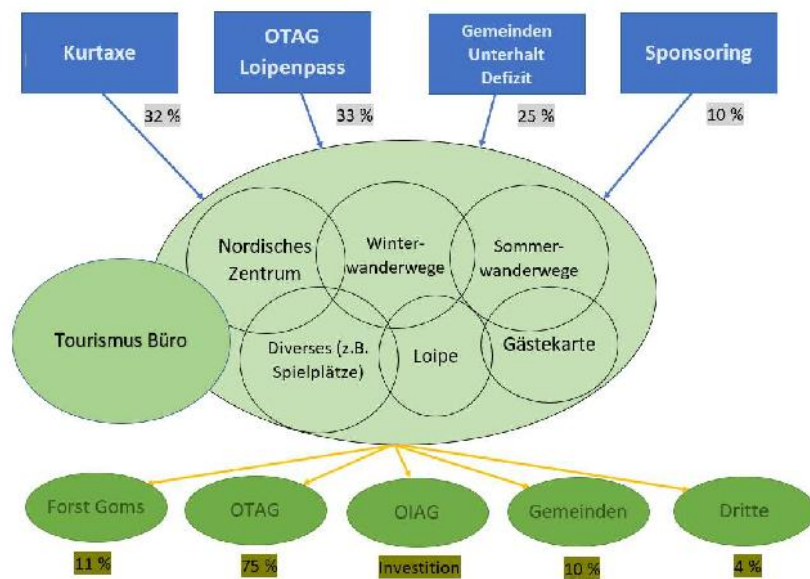 Kurtaxe
OTAG
Loipenpass
Gemeinden
Unterhalt
Defizit
Sponsoring
32 %
33 %
25 %
10 %
Nordisches
Zentrum
Winter-
wanderwege
Sommer-
wanderwege
Tourismus Büro
Diverses (z.B.
Spielplätze)
Loipe
Gästekarte
Forst Goms
OTAG
OIAG
Gemeinden
Dritte
11 %
75 %
Investition
10 %
4 %